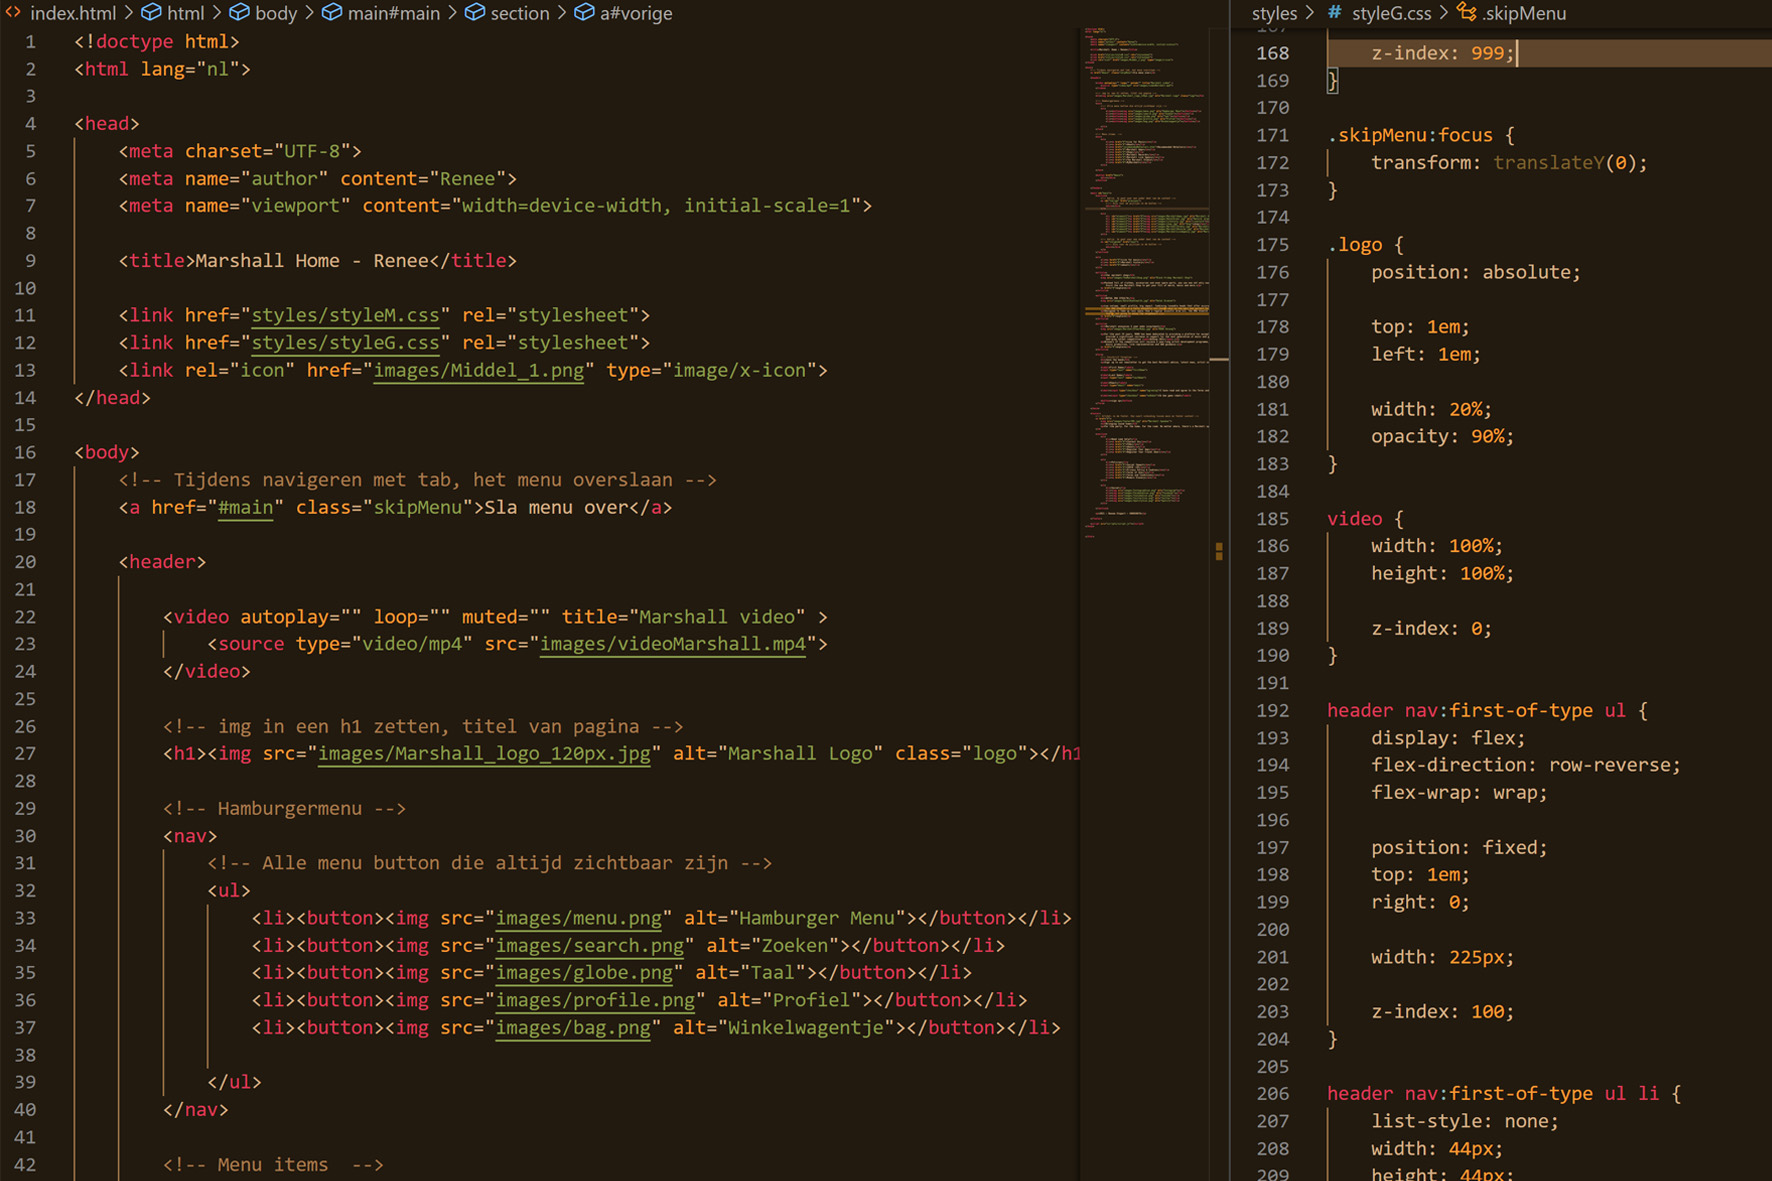 index.html > html > body > main#main > section > a#vorige
1 <!doctype html>
2 <html lang="nl">
3
4 <head>
5 <meta charset="UTF-8">
6 <meta name="author" content="Renee">
7 <meta name="viewport" content="width=device-width, initial-scale=1">
8
9 <title>Marshall Home - Renee</title>
10
11 <link href="styles/styleM.css" rel="stylesheet">
12 <link href="styles/styleG.css" rel="stylesheet">
13 <link rel="icon" href="images/Middel_1.png" type="image/x-icon">
14 </head>
15
16 <body>
17 <!-- Tijdens navigeren met tab, het menu overslaan -->
18 <a href="#main" class="skipMenu">Sla menu over</a>
19
20 <header>
21
22 <video autoplay="" loop="" muted="" title="Marshall video" >
23 <source type="video/mp4" src="images/videoMarshall.mp4">
24 </video>
25
26 <!-- img in een h1 zetten, titel van pagina -->
27 <h1><img src="images/Marshall_logo_120px.jpg" alt="Marshall Logo" class="logo"></h1
28
29 <!-- Hamburgermenu -->
30 <nav>
31 <!-- Alle menu button die altijd zichtbaar zijn -->
32 <ul>
33 <li><button><img src="images/menu.png" alt="Hamburger Menu"></button></li>
34 <li><button><img src="images/search.png" alt="Zoeken"></button></li>
35 <li><button><img src="images/globe.png" alt="Taal"></button></li>
36 <li><button><img src="images/profile.png" alt="Profiel"></button></li>
37 <li><button><img src="images/bag.png" alt="Winkelwagentje"></button></li>
38
39 </ul>
40 </nav>
41
42 <!-- Menu items  -->
styles > # styleG.css > .skipMenu
167
168 z-index: 999;
169 }
170
171 .skipMenu:focus {
172 transform: translateY(0);
173 }
174
175 .logo {
176 position: absolute;
177
178 top: 1em;
179 left: 1em;
180
181 width: 20%;
182 opacity: 90%;
183 }
184
185 video {
186 width: 100%;
187 height: 100%;
188
189 z-index: 0;
190 }
191
192 header nav:first-of-type ul {
193 display: flex;
194 flex-direction: row-reverse;
195 flex-wrap: wrap;
196
197 position: fixed;
198 top: 1em;
199 right: 0;
200
201 width: 225px;
202
203 z-index: 100;
204 }
205
206 header nav:first-of-type ul li {
207 list-style: none;
208 width: 44px;
209 height: 44px;